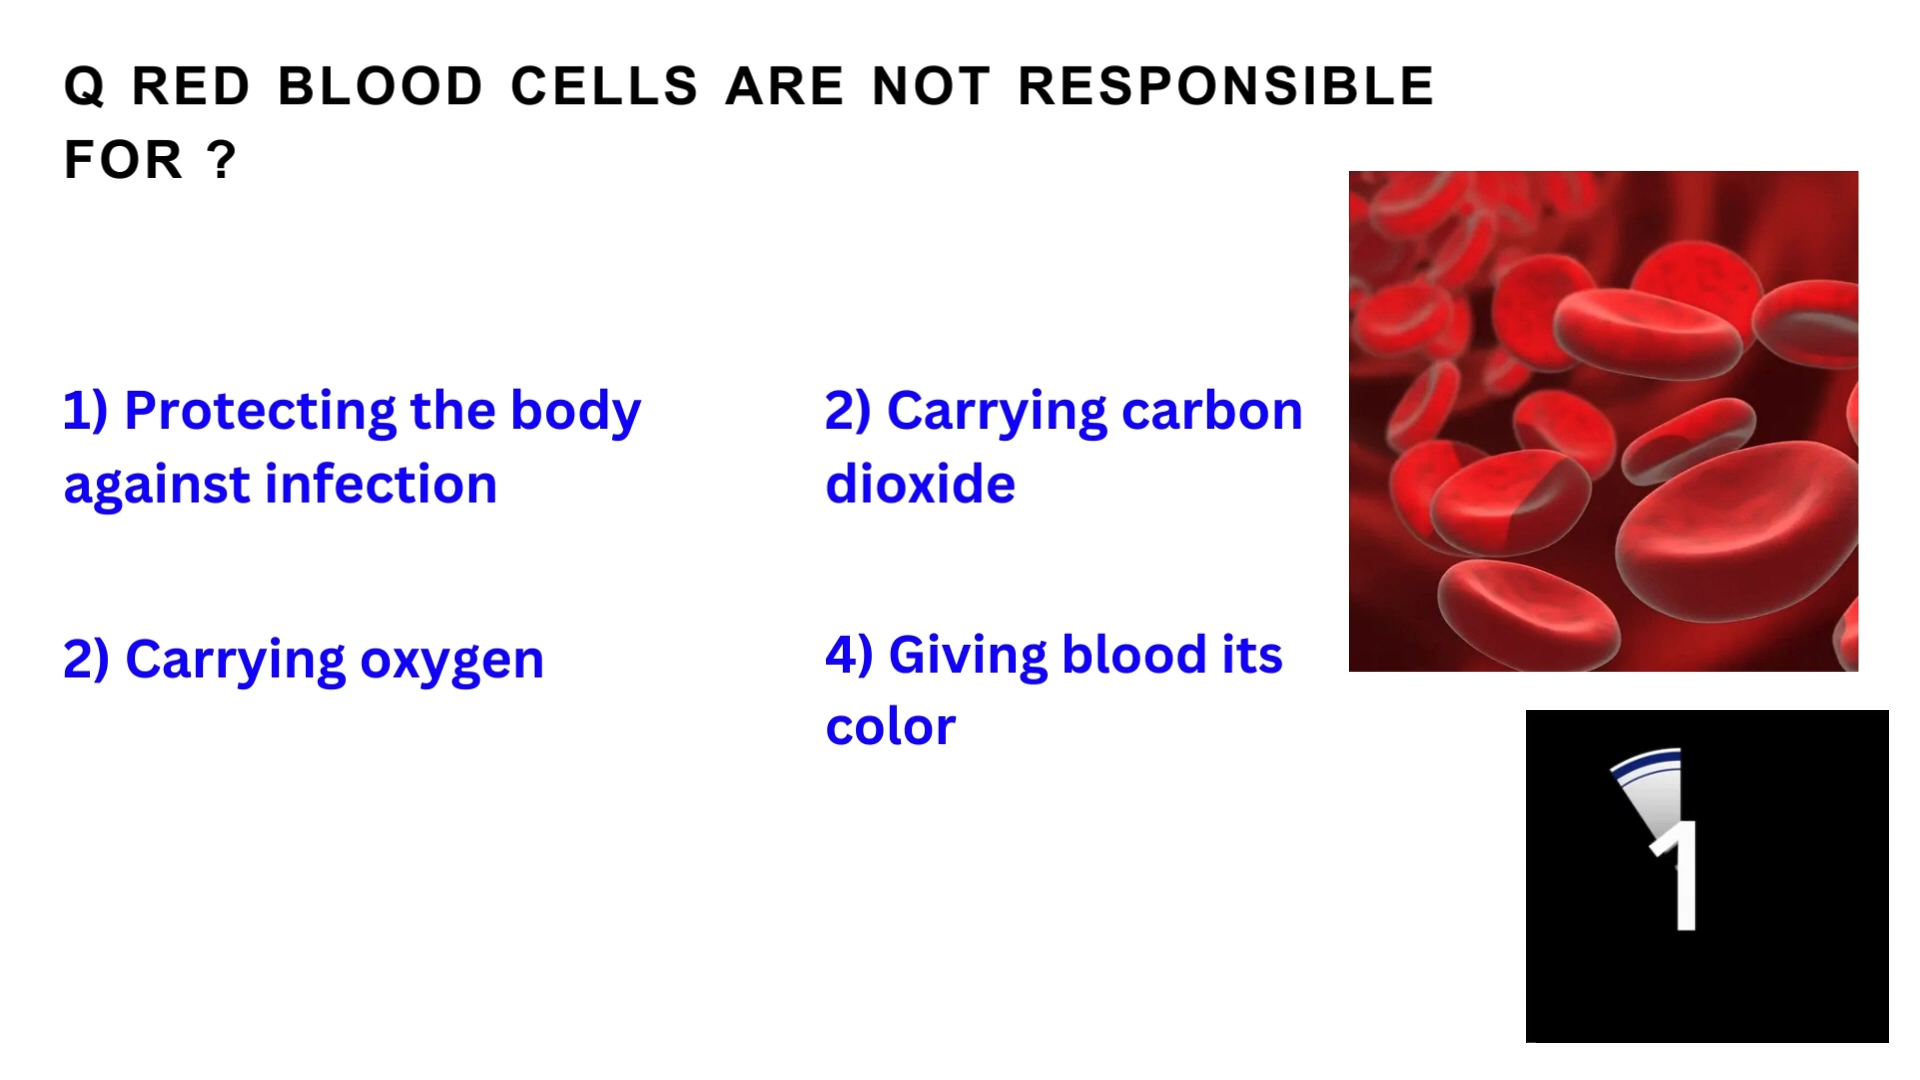 Q RED BLOOD CELLS ARE NOT RESPONSIBLE
FOR ?
1) Protecting the body
against infection
2) Carrying carbon
dioxide
2) Carrying oxygen
4) Giving blood its
color
1